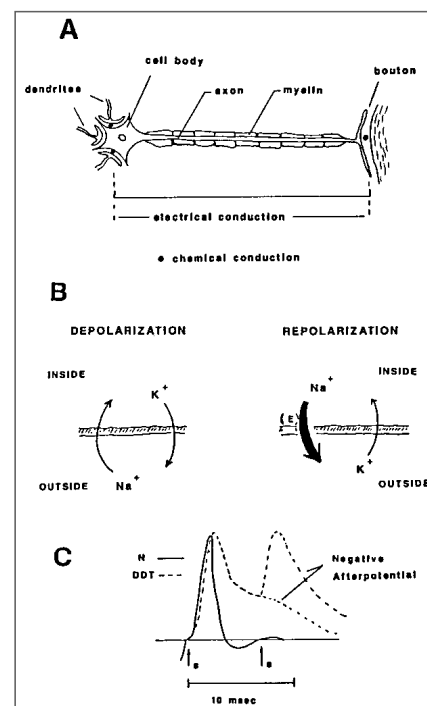 A
cell body
bouton
dendrites
axon
myelin
electrical conduction
● chemical conduction
B
DEPOLARIZATION
REPOLARIZATION
INSIDE
K+
Na+
OUTSIDE
Na+
INSIDE
(E)
K+
OUTSIDE
C
N
DDT
Negative
Afterpotential
s
s
10 msec